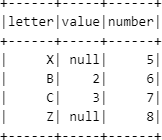 +------+-----+------+
|letter|value|number|
+------+-----+------+
|     X| null|     5|
|     B|    2|     6|
|     C|    3|     7|
|     Z| null|     8|
+------+-----+------+